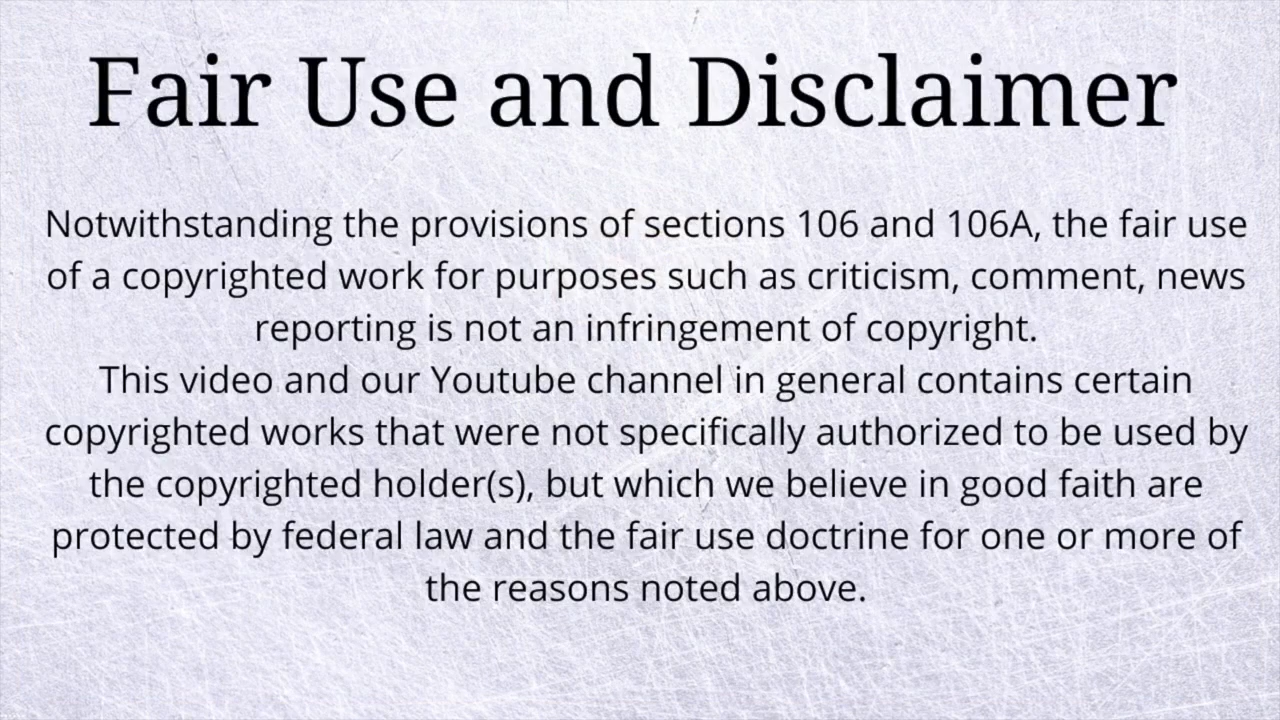 Fair Use and Disclaimer
Notwithstanding the provisions of sections 106 and 106A, the fair use
of a copyrighted work for purposes such as criticism, comment, news
reporting is not an infringement of copyright.
This video and our Youtube channel in general contains certain
copyrighted works that were not specifically authorized to be used by
the copyrighted holder(s), but which we believe in good faith are
protected by federal law and the fair use doctrine for one or more of
the reasons noted above.